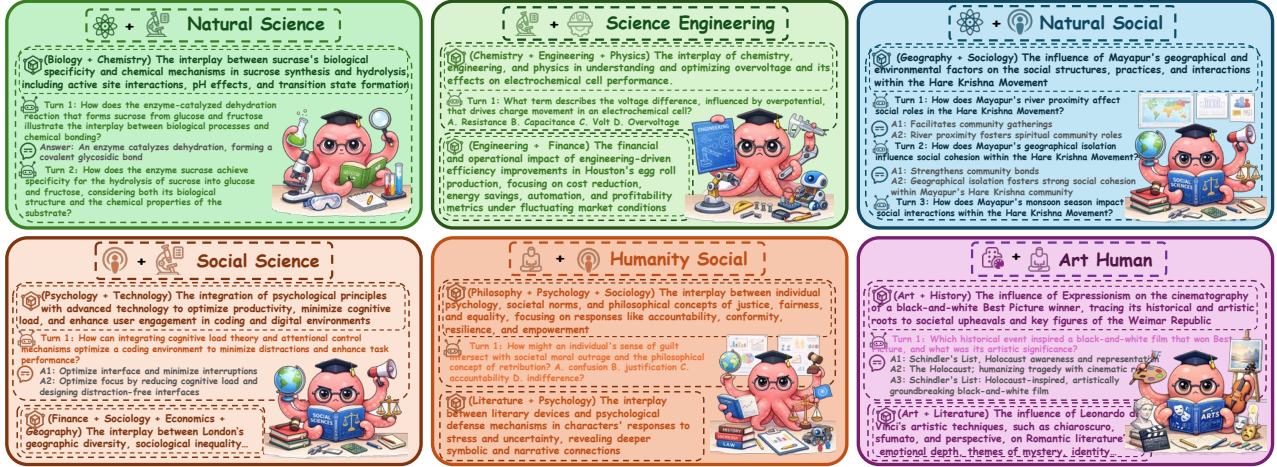 Natural Science
(Biology + Chemistry) The interplay between sucrase's biological
specificity and chemical mechanisms in sucrose synthesis and hydrolysis
including active site interactions, pH effects, and transition state formation
Turn 1: How does the enzyme-catalyzed dehydration
reaction that forms sucrose from glucose and fructose
illustrate the interplay between biological processes and
chemical bonding?
Answer: An enzyme catalyzes dehydration, forming a
covalent glycosidic bond
Turn 2: How does the enzyme sucrase achieve
specificity for the hydrolysis of sucrose into glucose
and fructose, considering both its biological
structure and the chemical properties of the
substrate?
Science Engineering
(Chemistry + Engineering + Physics) The interplay of chemistry,
engineering, and physics in understanding and optimizing overvoltage and its
effects on electrochemical cell performance.
Turn 1: What term describes the voltage difference, influenced by overpotential,
that drives charge movement in an electrochemical cell?
A. Resistance B. Capacitance C. Volt D. Overvoltage
(Engineering + Finance) The financial
and operational impact of engineering-driven
efficiency improvements in Houston's egg roll
production, focusing on cost reduction,
energy savings, automation, and profitability
metrics under fluctuating market conditions
ENGINEERING
Natural Social
(Geography + Sociology) The influence of Mayapur's geographical and
environmental factors on the social structures, practices, and interactions
within the Hare Krishna Movement
Turn 1: How does Mayapur's river proximity affect
social roles in the Hare Krishna Movement?
A1: Facilitates community gatherings
A2: River proximity fosters spiritual community roles
Turn 2: How does Mayapur's geographical isolation
influence social cohesion within the Hare Krishna Movement?
A1: Strengthens community bonds
A2: Geographical isolation fosters strong social cohesion
within Mayapur's Hare Krishna community
Turn 3: How does Mayapur's monsoon season impact
social interactions within the Hare Krishna Movement?
SOCIAL
SCIENCES
Social Science
(Psychology + Technology) The integration of psychological principles
with advanced technology to optimize productivity, minimize cognitive
load, and enhance user engagement in coding and digital environments
Turn 1: How can integrating cognitive load theory and attentional control
mechanisms optimize a coding environment to minimize distractions and enhance task
performance?
A1: Optimize interface and minimize interruptions
A2: Optimize focus by reducing cognitive load and
designing distraction-free interfaces
(Finance + Sociology + Economics +
Geography) The interplay between London's
geographic diversity, sociological inequality...
SOCIAL
SCIENCES
Humanity Social
(Philosophy + Psychology + Sociology) The interplay between individual
psychology, societal norms, and philosophical concepts of justice, fairness,
and equality, focusing on responses like accountability, conformity,
resilience, and empowerment
Turn 1: How might an individual's sense of guilt
intersect with societal moral outrage and the philosophical
concept of retribution? A. confusion B. justification C.
accountability D. indifference?
(Literature + Psychology) The interplay
between literary devices and psychological
defense mechanisms in characters' responses to
stress and uncertainty, revealing deeper
symbolic and narrative connections
HISTORY
SOCIOLOGY
LAW
Art Human
(Art + History) The influence of Expressionism on the cinematography
of a black-and-white Best Picture winner, tracing its historical and artistic
roots to societal upheavals and key figures of the Weimar Republic
Turn 1: Which historical event inspired a black-and-white film that won Best
Picture, and what was its artistic significance?
A1: Schindler's List, Holocaust awareness and
A2: The Holocaust; humanizing tragedy with cinematic
A3: Schindler's List: Holocaust-inspired, artistically
groundbreaking black-and-white film
(Art + Literature) The influence of Leonardo
Vinci's artistic techniques, such as chiaroscuro,
sfumato, and perspective, on Romantic literature's
emotional depth, themes of mystery, identity...
ARTS